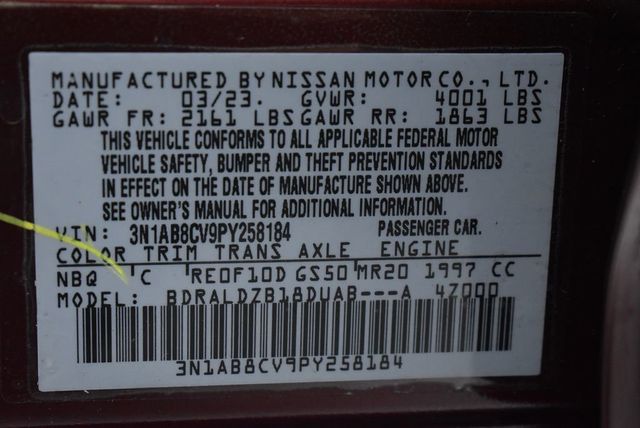 MANUFACTURED BY NISSAN MOTOR CO., LTD.
DATE: 03/23. GVWR: 4001 LBS
GAWR FR: 2161 LBS GAWR RR: 1863 LBS
THIS VEHICLE CONFORMS TO ALL APPLICABLE FEDERAL MOTOR
VEHICLE SAFETY, BUMPER AND THEFT PREVENTION STANDARDS
IN EFFECT ON THE DATE OF MANUFACTURE SHOWN ABOVE.
SEE OWNER'S MANUAL FOR ADDITIONAL INFORMATION.
VIN: 3N1AB8CV9PY258184 PASSENGER CAR.
COLOR TRIM TRANS AXLE ENGINE
NBQ C RE0F10D GS50 MR20 1997 CC
MODEL: BDRALDZB18DUAB---A 4Z000
3N1AB8CV9PY258184